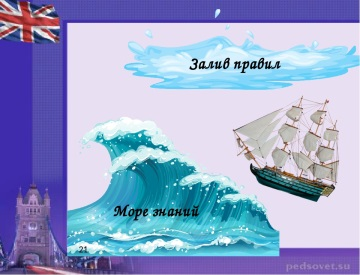 Залив правил
Море знаний
21
pedsovet.su